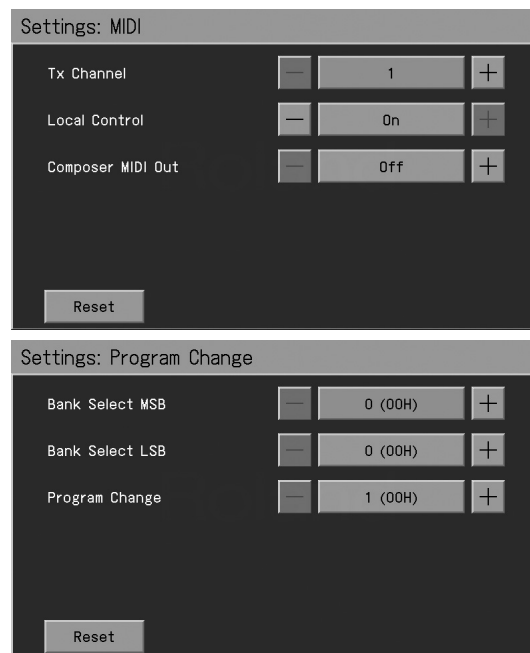 Settings: MIDI
Tx Channel — 1 +
Local Control — On +
Composer MIDI Out — Off +
Reset
Settings: Program Change
Bank Select MSB — 0 (00H) +
Bank Select LSB — 0 (00H) +
Program Change — 1 (00H) +
Reset